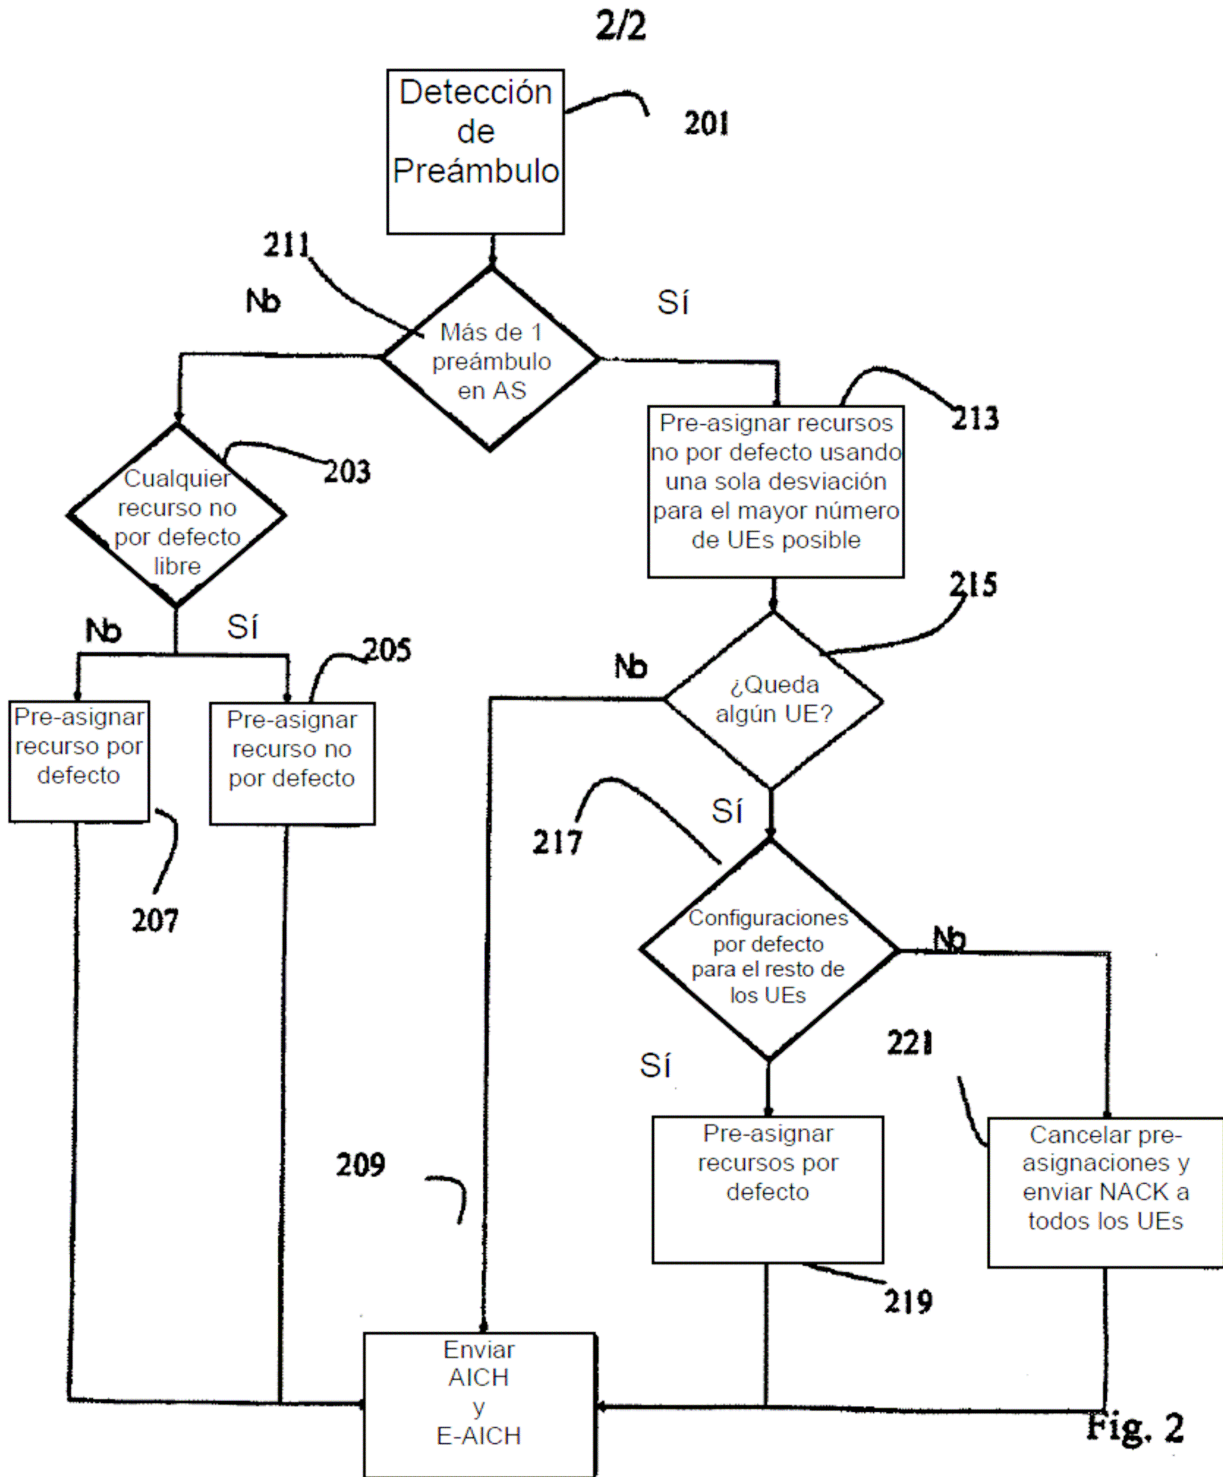 2/2
Detección
de
Preámbulo
201
211
No
Sí
Más de 1
preámbulo
en AS
213
Pre-asignar recursos
no por defecto usando
una sola desviación
para el mayor número
de UEs posible
203
Cualquier
recurso no
por defecto
libre
215
No
Sí
205
No
¿Queda
algún UE?
Pre-asignar
recurso por
defecto
Pre-asignar
recurso no
por defecto
Sí
217
207
Configuraciones
por defecto
para el resto de
los UEs
No
221
Sí
Pre-asignar
recursos por
defecto
Cancelar pre-
asignaciones y
enviar NACK a
todos los UEs
209
219
Enviar
AICH
y
E-AICH
Fig. 2